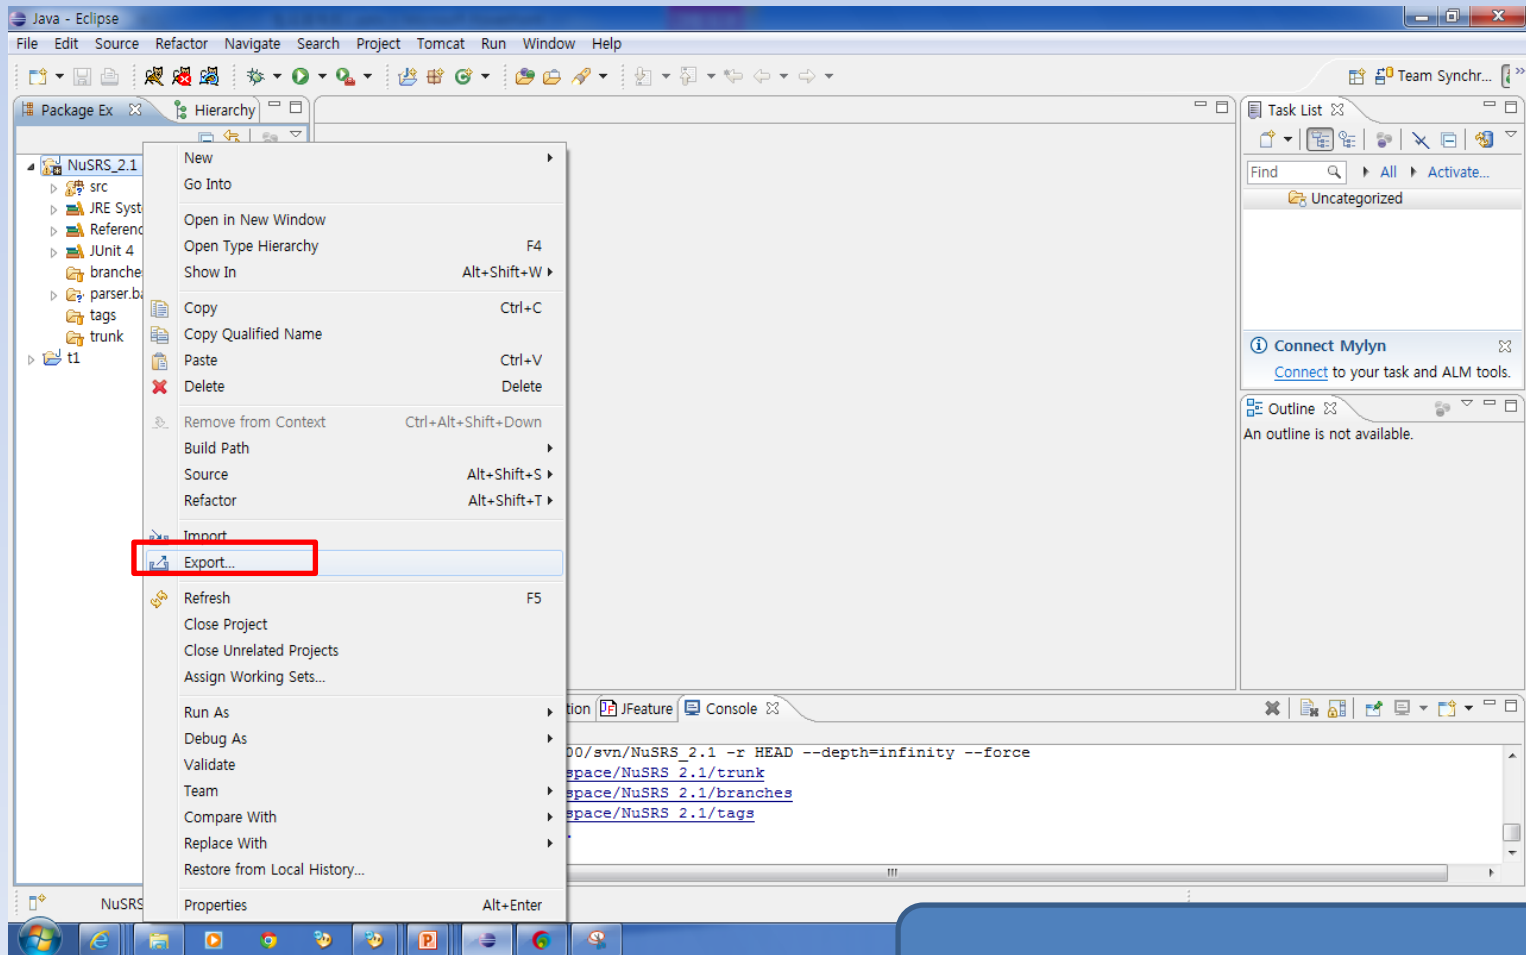 Java - Eclipse
File Edit Source Refactor Navigate Search Project Tomcat Run Window Help
Team Synchr...
Package Ex
Hierarchy
NuSRS_2.1
src
JRE Syst
Referenc
JUnit 4
branche
parser.ba
tags
trunk
t1
New
Go Into
Open in New Window
Open Type Hierarchy F4
Show In Alt+Shift+W
Copy Ctrl+C
Copy Qualified Name
Paste Ctrl+V
Delete Delete
Remove from Context Ctrl+Alt+Shift+Down
Build Path
Source Alt+Shift+S
Refactor Alt+Shift+T
Import...
Export...
Refresh F5
Close Project
Close Unrelated Projects
Assign Working Sets...
Run As
Debug As
Validate
Team
Compare With
Replace With
Restore from Local History...
Properties Alt+Enter
Task List
Find All Activate...
Uncategorized
Connect Mylyn
Connect to your task and ALM tools.
Outline
An outline is not available.
tion JFeature Console
00/svn/NuSRS_2.1 -r HEAD --depth=infinity --force
space/NuSRS_2.1/trunk
space/NuSRS_2.1/branches
space/NuSRS_2.1/tags
.
NuSRS